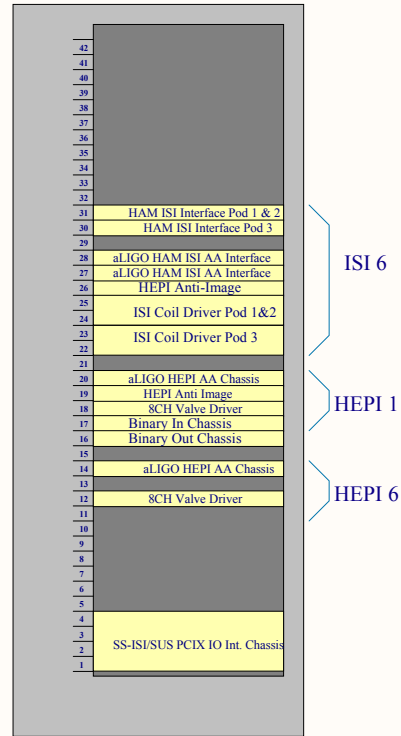 42
41
40
39
38
37
36
35
34
33
32
31 HAM ISI Interface Pod 1 & 2
30 HAM ISI Interface Pod 3
29
28 aLIGO HAM ISI AA Interface
27 aLIGO HAM ISI AA Interface
26 HEPI Anti-Image
25
24 ISI Coil Driver Pod 1&2
23 ISI Coil Driver Pod 3
22
ISI 6
21
20 aLIGO HEPI AA Chassis
19 HEPI Anti Image
18 8CH Valve Driver
17 Binary In Chassis
16 Binary Out Chassis
HEPI 1
15
14 aLIGO HEPI AA Chassis
13
12 8CH Valve Driver
11
HEPI 6
10
9
8
7
6
5
4
3
2 SS-ISI/SUS PCIX IO Int. Chassis
1